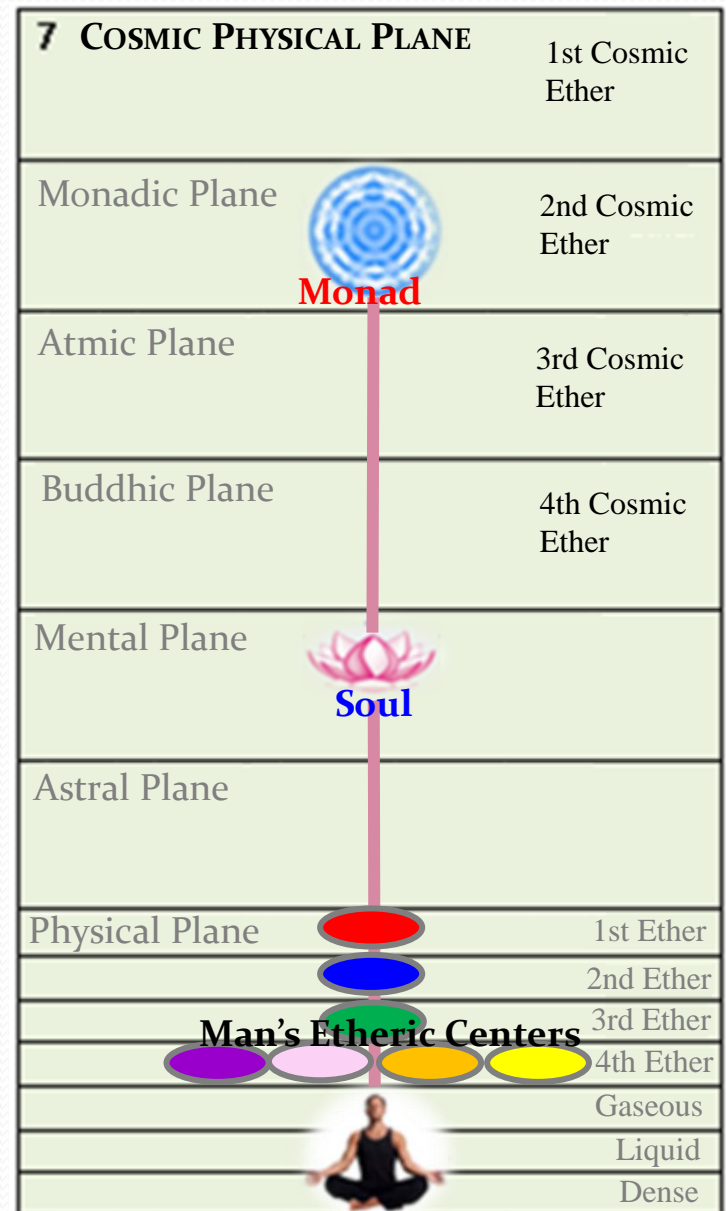 7 COSMIC PHYSICAL PLANE
1st Cosmic
Ether
Monadic Plane
2nd Cosmic
Ether
Monad
Atmic Plane
3rd Cosmic
Ether
Buddhic Plane
4th Cosmic
Ether
Mental Plane
Soul
Astral Plane
Physical Plane
1st Ether
2nd Ether
3rd Ether
Man's Etheric Centers
4th Ether
Gaseous
Liquid
Dense